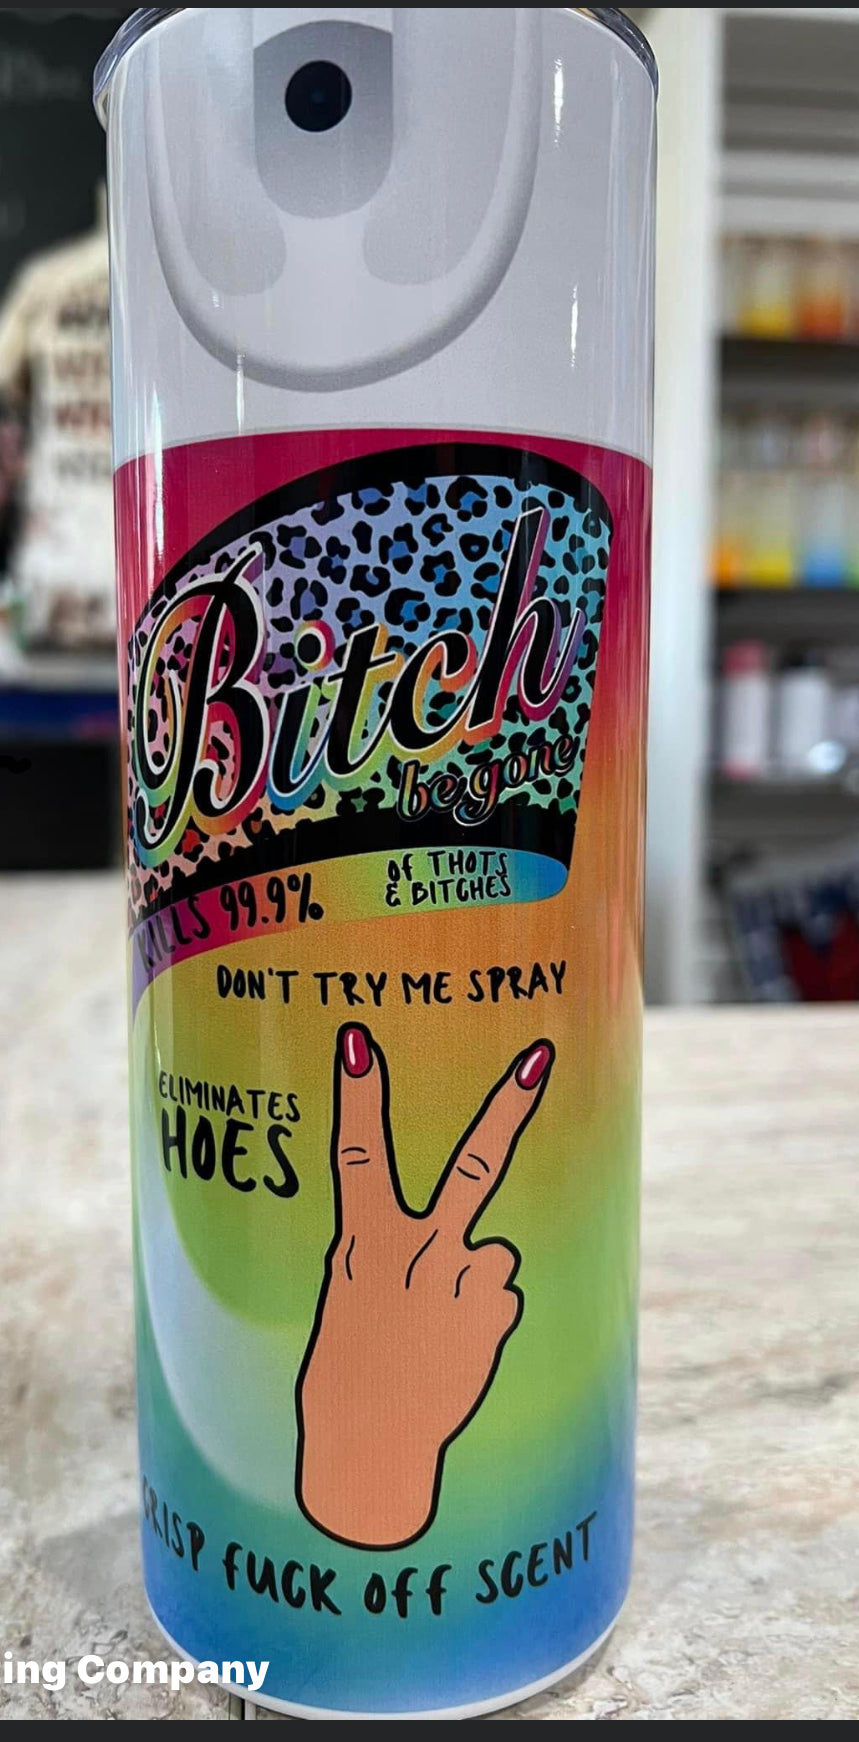 Bitch
be gone
KILLS 99.9%
OF THOTS
& BITCHES
DON'T TRY ME SPRAY
ELIMINATES
HOES
CRISP FUCK OFF SCENT
ing Company